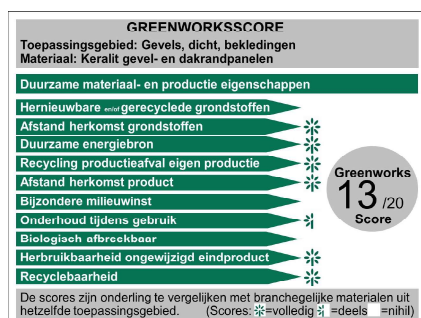 GREENWORKSSCORE
Toepassingsgebied: Gevels, dicht, bekledingen
Materiaal: Keralit gevel- en dakrandpanelen
Duurzame materiaal- en productie eigenschappen
Hernieuwbare en/of gerecyclede grondstoffen
Afstand herkomst grondstoffen
Duurzame energiebron
Recycling productieafval eigen productie
Afstand herkomst product
Bijzondere milieuwinst
Onderhoud tijdens gebruik
Biologisch afbreekbaar
Herbruikbaarheid ongewijzigd eindproduct
Recyclebaarheid
Greenworks
13 /20
Score
De scores zijn onderling te vergelijken met branchegelijke materialen uit
hetzelfde toepassingsgebied. (Scores: =volledig =deels =nihil)